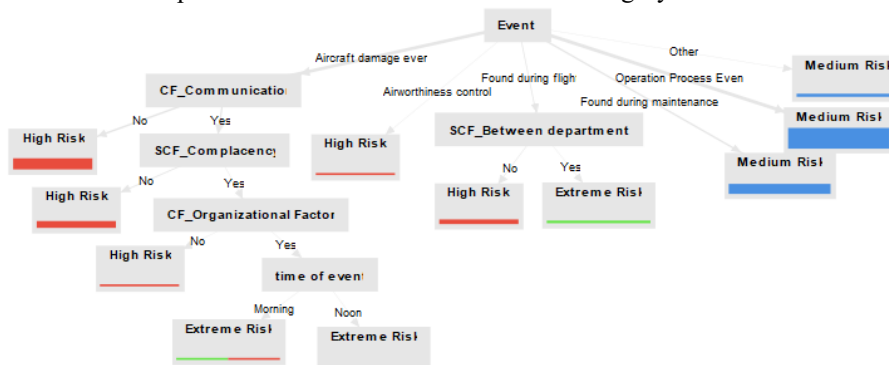 Event
Other
Aircraft damage ever
Medium Risk
Found during flight
Operation Process Even
CF_Communication
Airworthiness control
Found during maintenance
Medium Risk
No
Yes
SCF_Between department
High Risk
SCF_Complacency
High Risk
Medium Risk
No
Yes
No
Yes
High Risk
Extreme Risk
High Risk
CF_Organizational Factor
No
Yes
High Risk
time of event
Morning
Noon
Extreme Risk
Extreme Risk